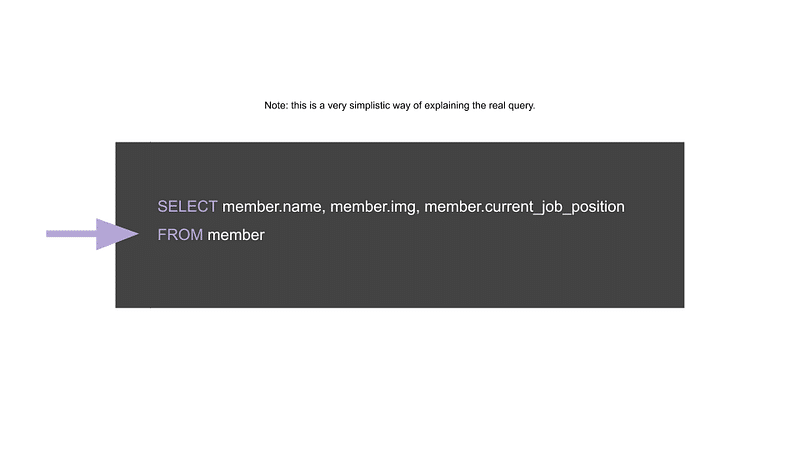 Note: this is a very simplistic way of explaining the real query.
SELECT member.name, member.img, member.current_job_position
FROM member